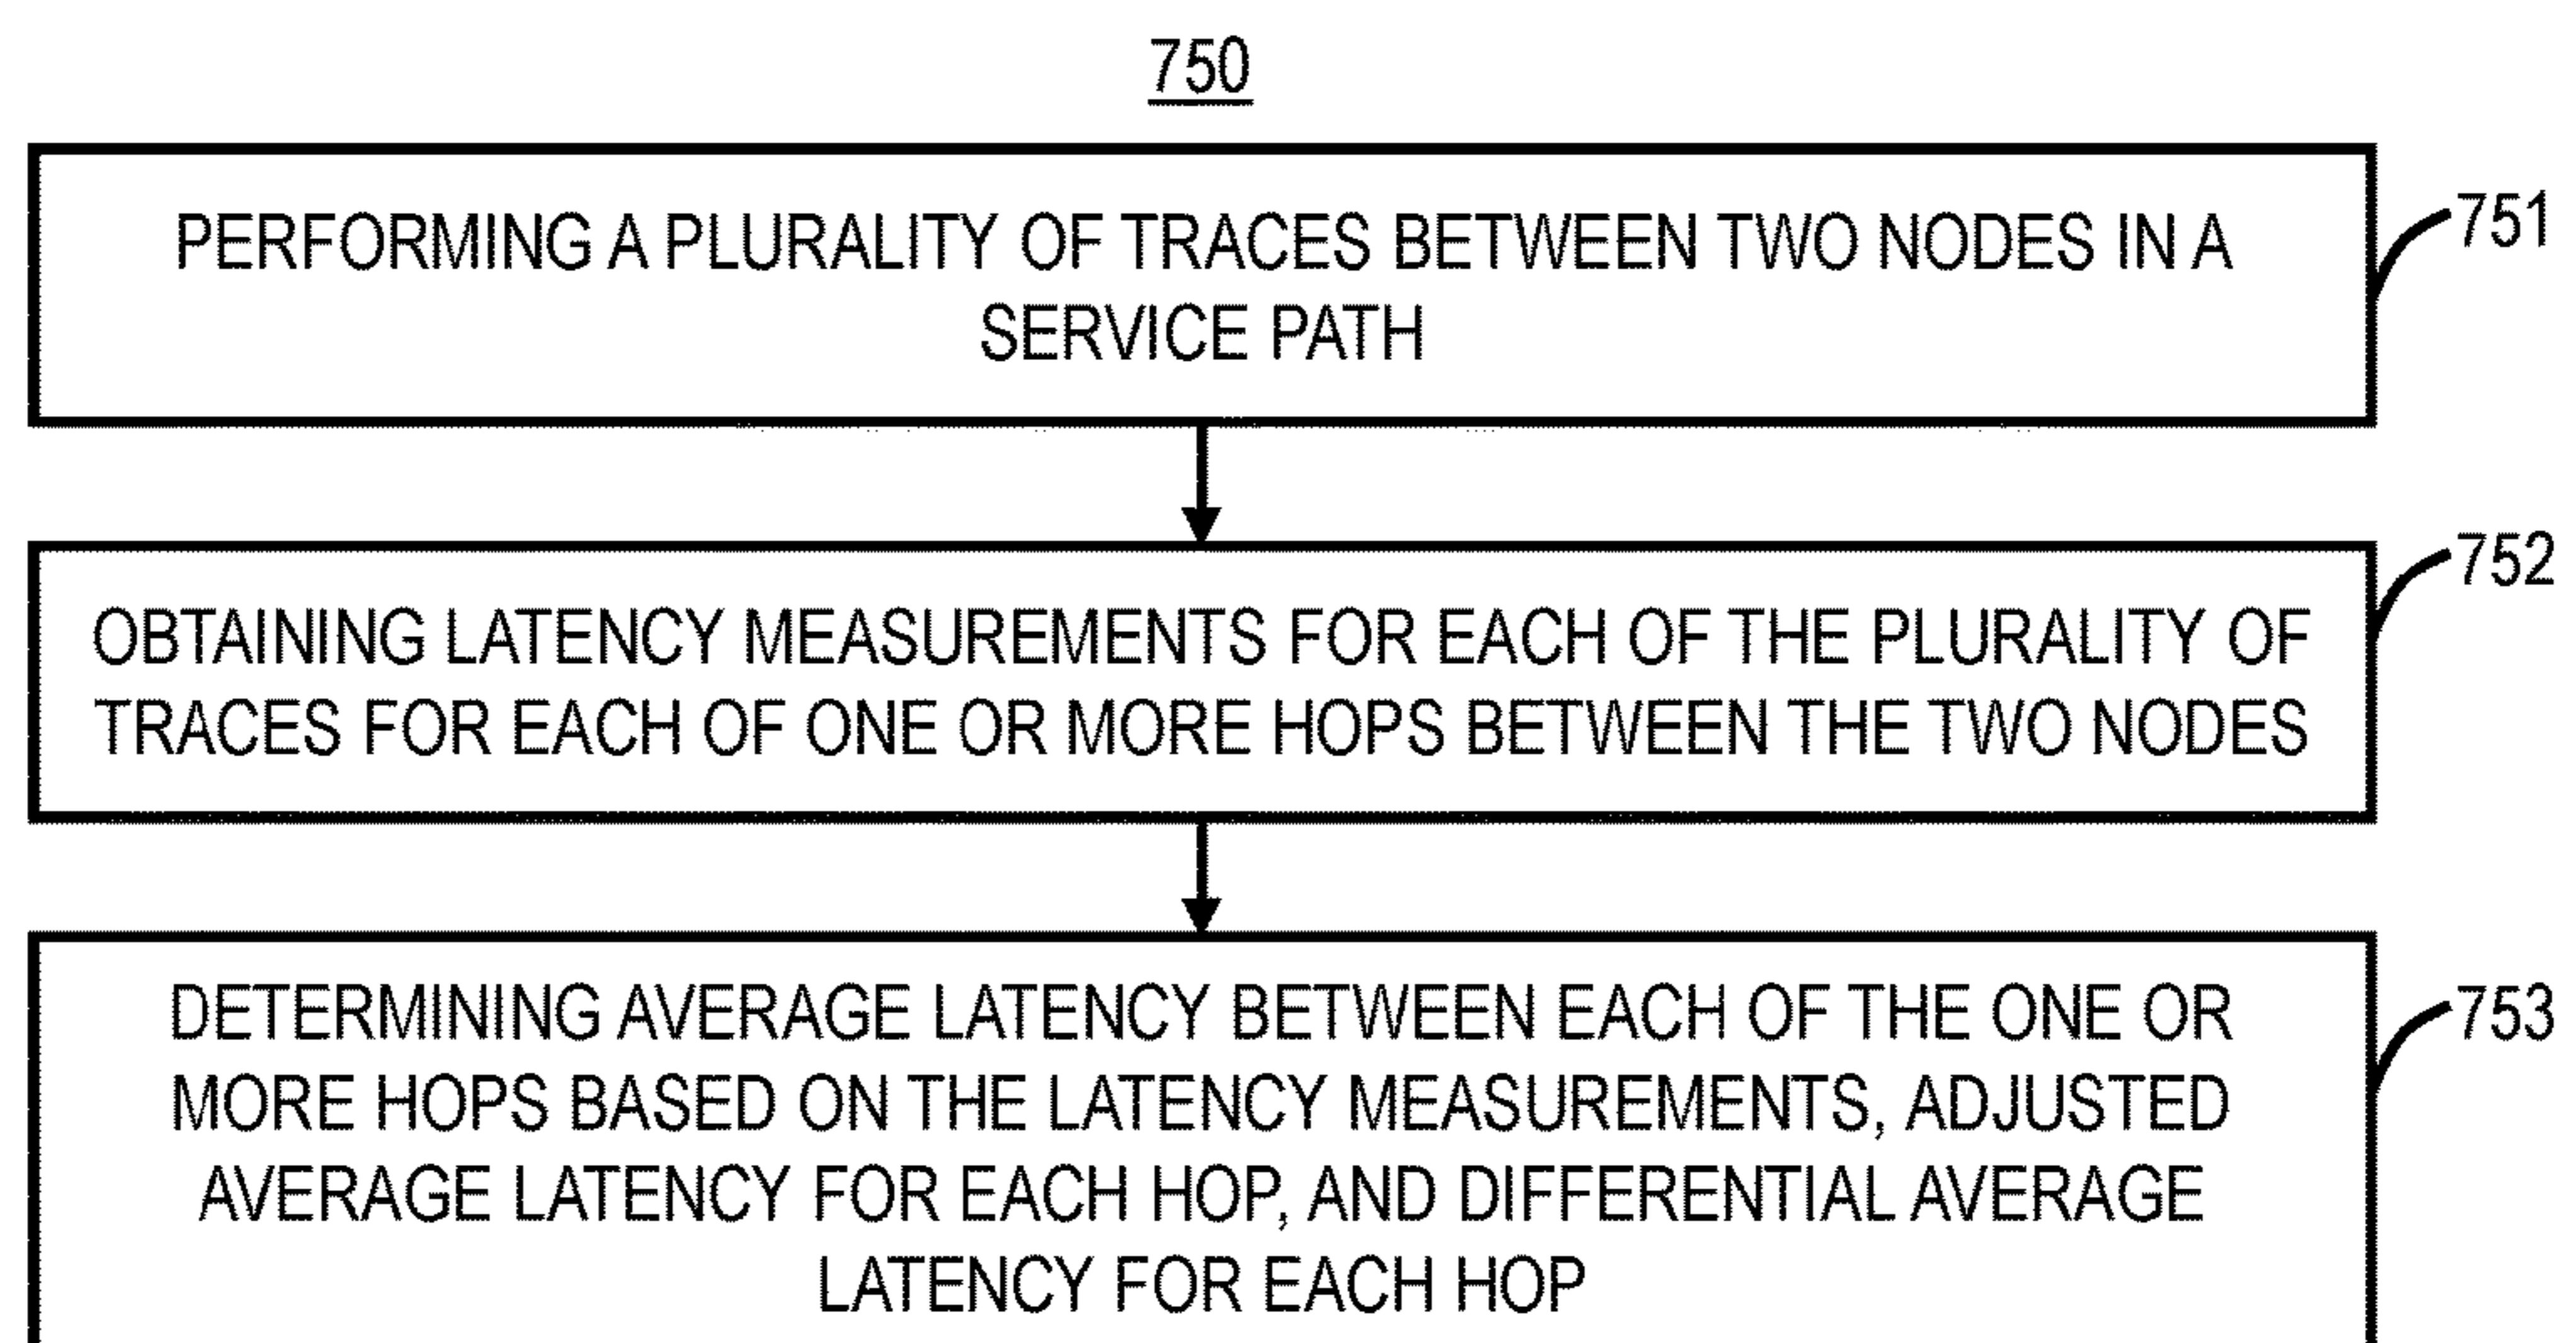 750
PERFORMING A PLURALITY OF TRACES BETWEEN TWO NODES IN A
SERVICE PATH
751
OBTAINING LATENCY MEASUREMENTS FOR EACH OF THE PLURALITY OF
TRACES FOR EACH OF ONE OR MORE HOPS BETWEEN THE TWO NODES
752
DETERMINING AVERAGE LATENCY BETWEEN EACH OF THE ONE OR
MORE HOPS BASED ON THE LATENCY MEASUREMENTS, ADJUSTED
AVERAGE LATENCY FOR EACH HOP, AND DIFFERENTIAL AVERAGE
LATENCY FOR EACH HOP
753